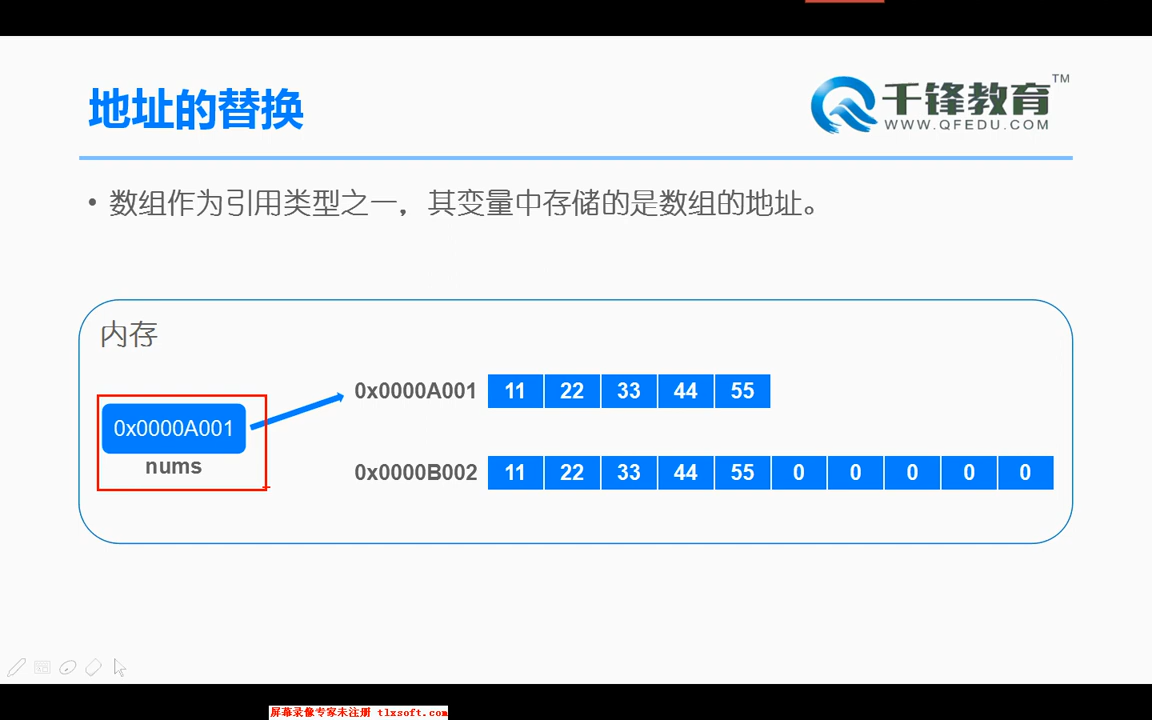 地址的替换
千锋教育™
WWW.QFEDU.COM
• 数组作为引用类型之一，其变量中存储的是数组的地址。
内存
0x0000A001 11 22 33 44 55
0x0000A001
nums
0x0000B002 11 22 33 44 55 0 0 0 0 0
屏幕录像专家未注册 tlxsoft.com